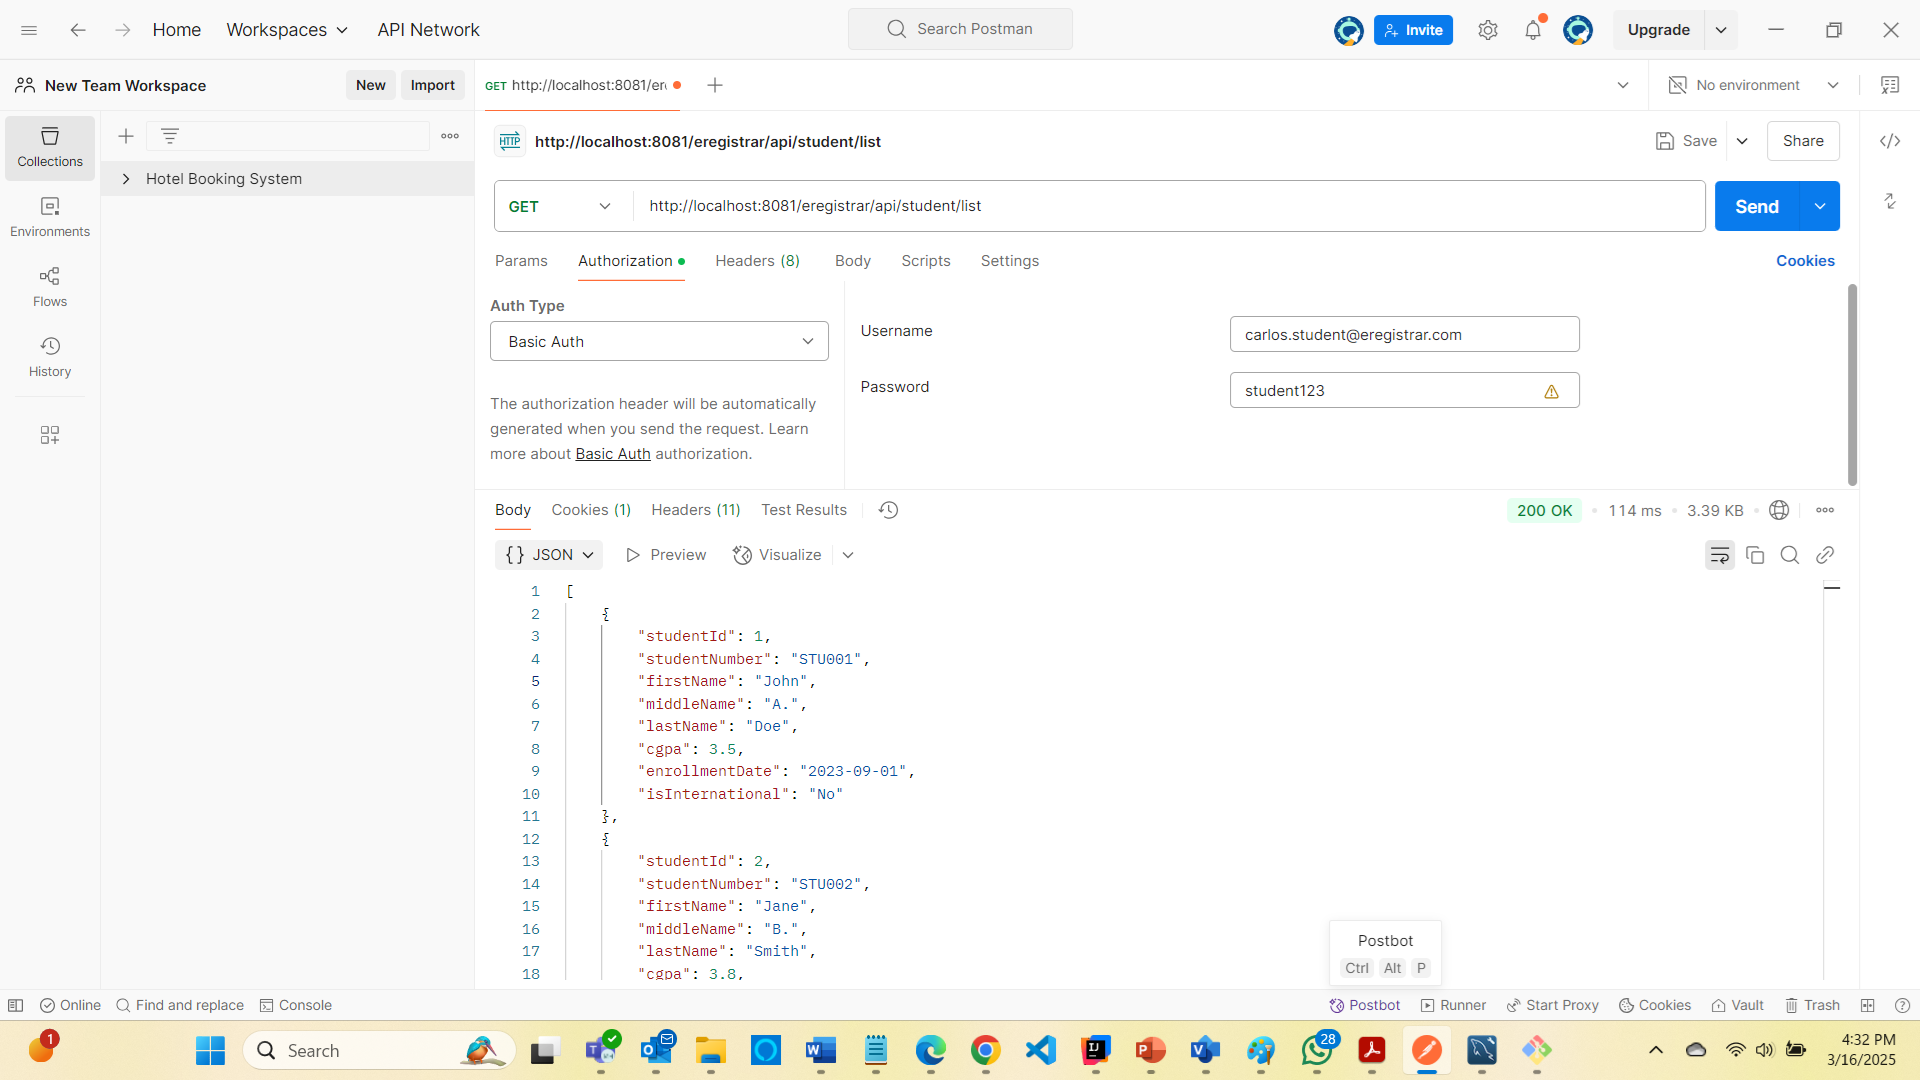 Home
Workspaces
API Network
Search Postman
Invite
Upgrade
New Team Workspace
New
Import
GET http://localhost:8081/er
No environment
Collections
Environments
Flows
History
Hotel Booking System
HTTP
http://localhost:8081/eregistrar/api/student/list
Save
Share
GET
http://localhost:8081/eregistrar/api/student/list
Send
Params
Authorization
Headers (8)
Body
Scripts
Settings
Cookies
Auth Type
Basic Auth
The authorization header will be automatically
generated when you send the request. Learn
more about Basic Auth authorization.
Username
carlos.student@eregistrar.com
Password
student123
Body
Cookies (1)
Headers (11)
Test Results
200 OK
114 ms
3.39 KB
{} JSON
Preview
Visualize
1 [
2 {
3 "studentId": 1,
4 "studentNumber": "STU001",
5 "firstName": "John",
6 "middleName": "A.",
7 "lastName": "Doe",
8 "cgpa": 3.5,
9 "enrollmentDate": "2023-09-01",
10 "isInternational": "No"
11 },
12 {
13 "studentId": 2,
14 "studentNumber": "STU002",
15 "firstName": "Jane",
16 "middleName": "B.",
17 "lastName": "Smith",
18 "cgpa": 3.8,
Postbot
Ctrl Alt P
Online
Find and replace
Console
Postbot
Runner
Start Proxy
Cookies
Vault
Trash
1
Search
28
4:32 PM
3/16/2025